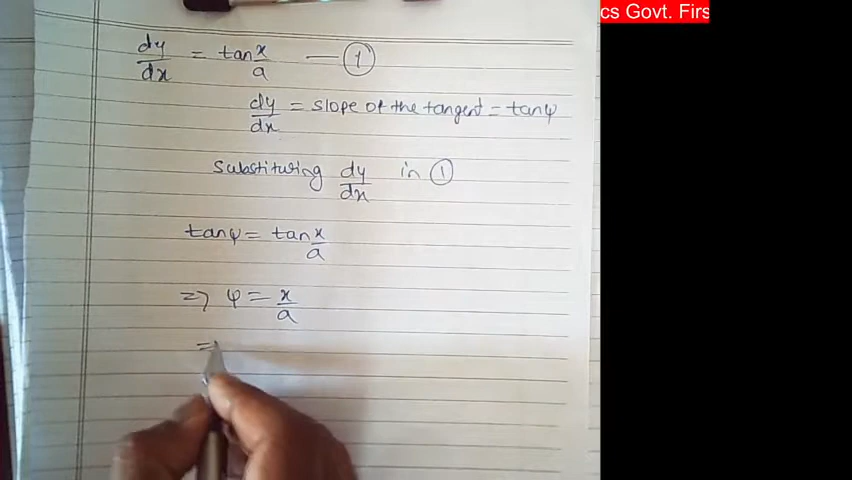 cs Govt. Firs
dy/dx = tan x/a — ①
dy/dx = slope of the tangent = tanψ
Substituring dy/dx in ①
tanψ = tan x/a
=> ψ = x/a
=